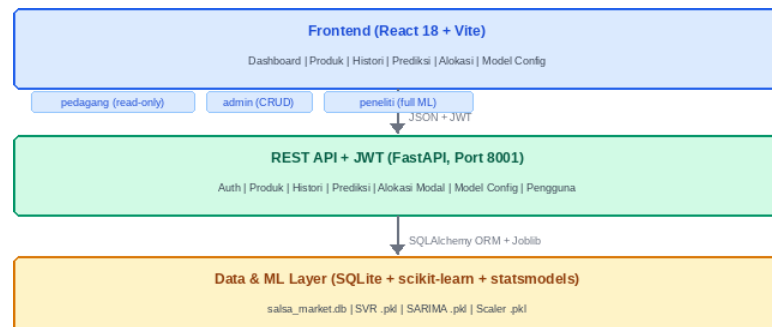 Frontend (React 18 + Vite)
Dashboard | Produk | Histori | Prediksi | Alokasi | Model Config
pedagang (read-only)
admin (CRUD)
peneliti (full ML)
JSON + JWT
REST API + JWT (FastAPI, Port 8001)
Auth | Produk | Histori | Prediksi | Alokasi Modal | Model Config | Pengguna
SQLAlchemy ORM + Joblib
Data & ML Layer (SQLite + scikit-learn + statsmodels)
salsa_market.db | SVR .pkl | SARIMA .pkl | Scaler .pkl